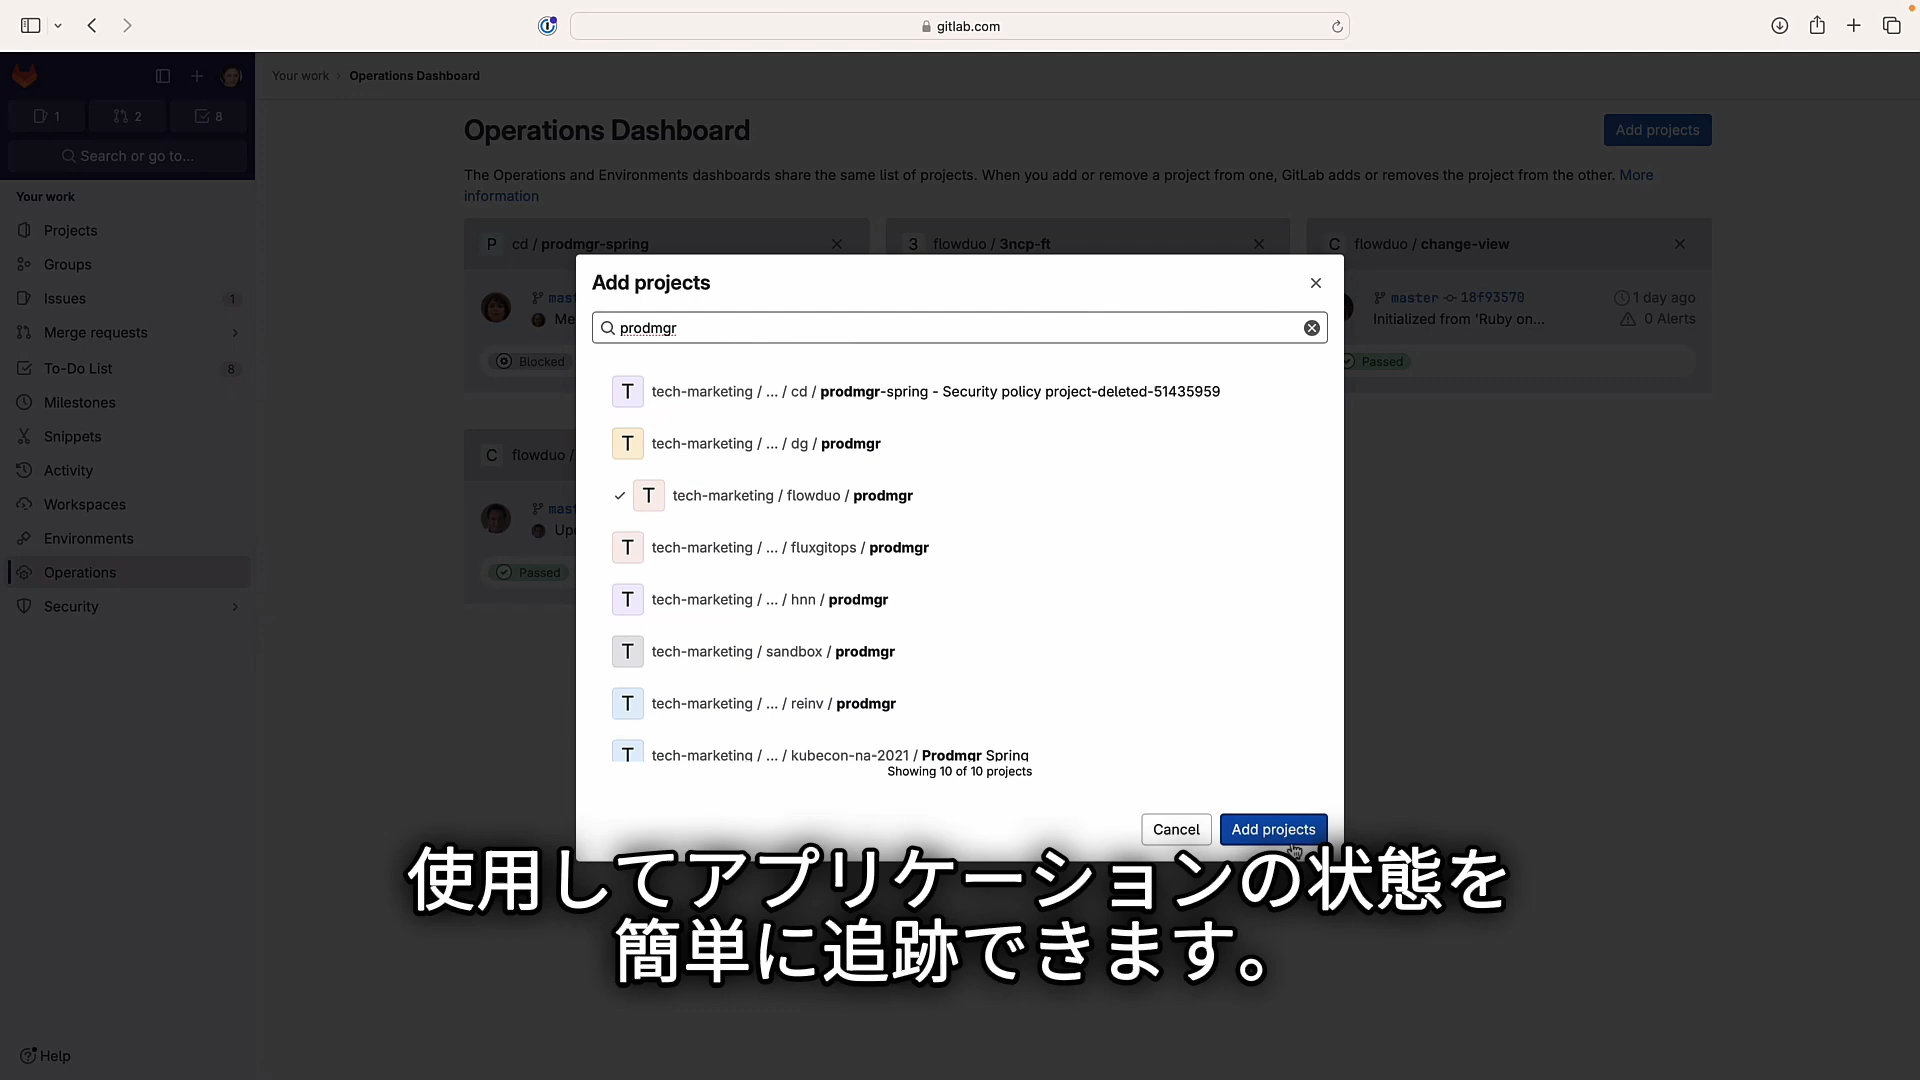 gitlab.com
Your work › Operations Dashboard
1
2
8
Search or go to...
Your work
Projects
Groups
Issues 1
Merge requests
To-Do List 8
Milestones
Snippets
Activity
Workspaces
Environments
Operations
Security
Help
Operations Dashboard
Add projects
The Operations and Environments dashboards share the same list of projects. When you add or remove a project from one, GitLab adds or removes the project from the other. More
information
P cd / prodmgr-spring
3 flowduo / 3ncp-ft
C flowduo / change-view
mas
Me
Blocked
master 18f93570
1 day ago
Initialized from 'Ruby on...
0 Alerts
Passed
C flowduo /
mas
Up
Passed
Add projects
prodmgr
T tech-marketing / ... / cd / prodmgr-spring - Security policy project-deleted-51435959
T tech-marketing / ... / dg / prodmgr
T tech-marketing / flowduo / prodmgr
T tech-marketing / ... / fluxgitops / prodmgr
T tech-marketing / ... / hnn / prodmgr
T tech-marketing / sandbox / prodmgr
T tech-marketing / ... / reinv / prodmgr
T tech-marketing / ... / kubecon-na-2021 / Prodmgr Spring
Showing 10 of 10 projects
Cancel
Add projects
使用してアプリケーションの状態を
簡単に追跡できます。